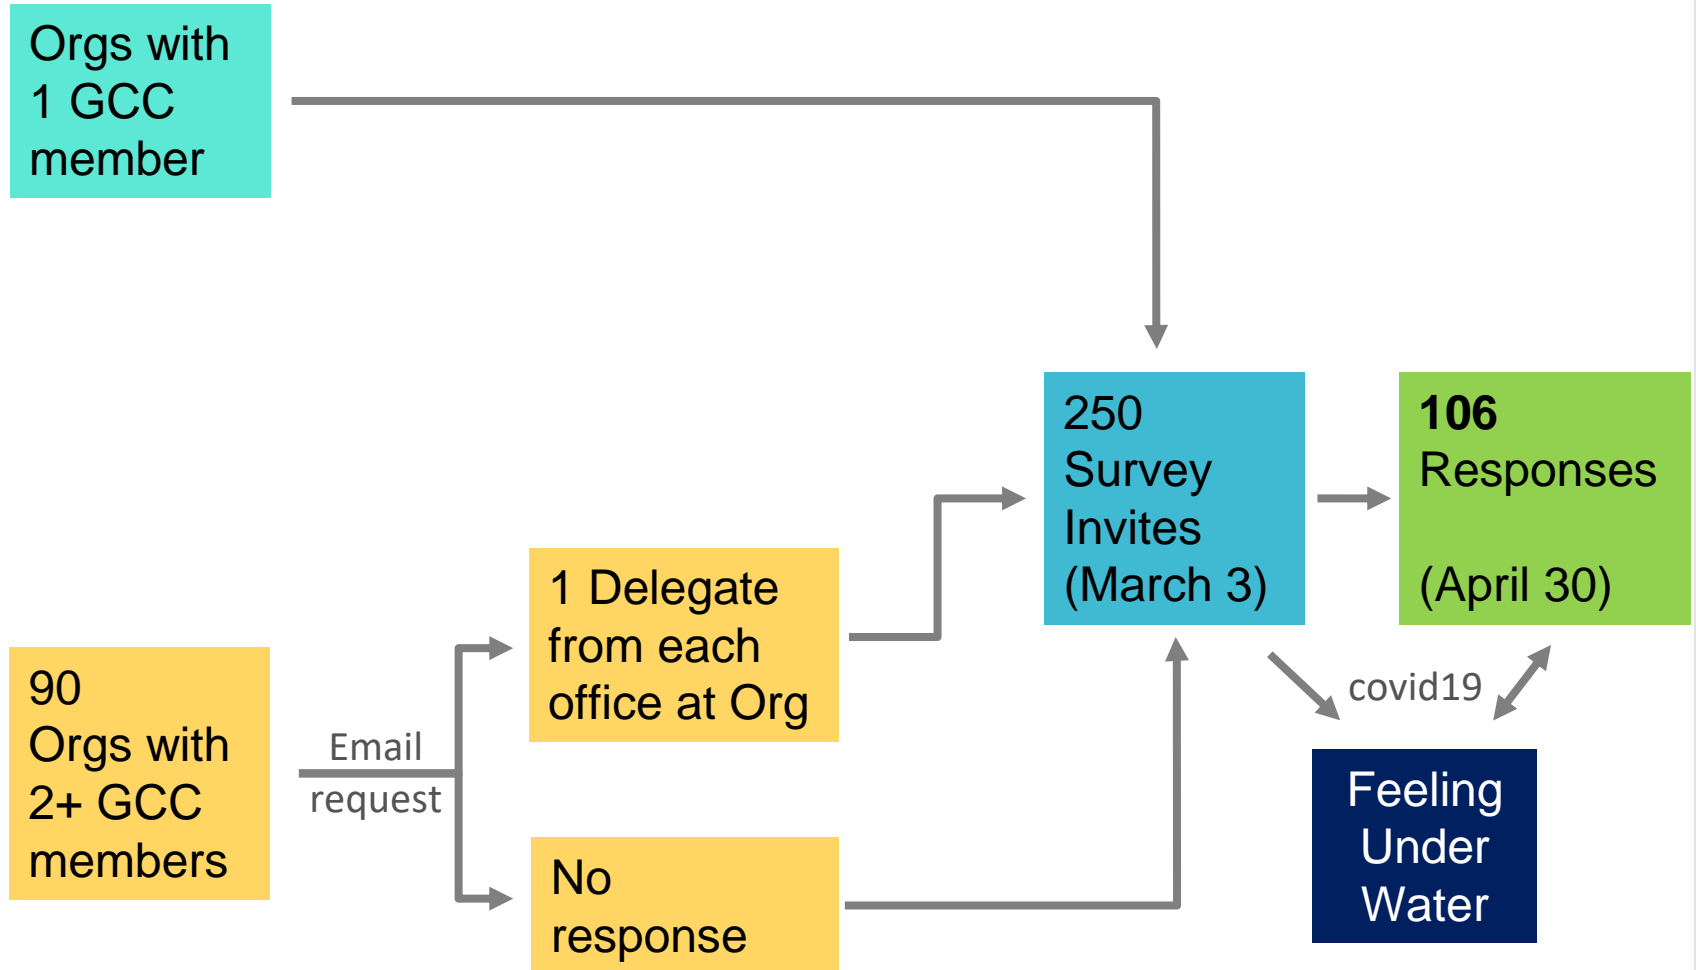 Orgs with
1 GCC
member
250
Survey
Invites
(March 3)
106
Responses
(April 30)
1 Delegate
from each
office at Org
90
Orgs with
2+ GCC
members
Email
request
No
response
covid19
Feeling
Under
Water